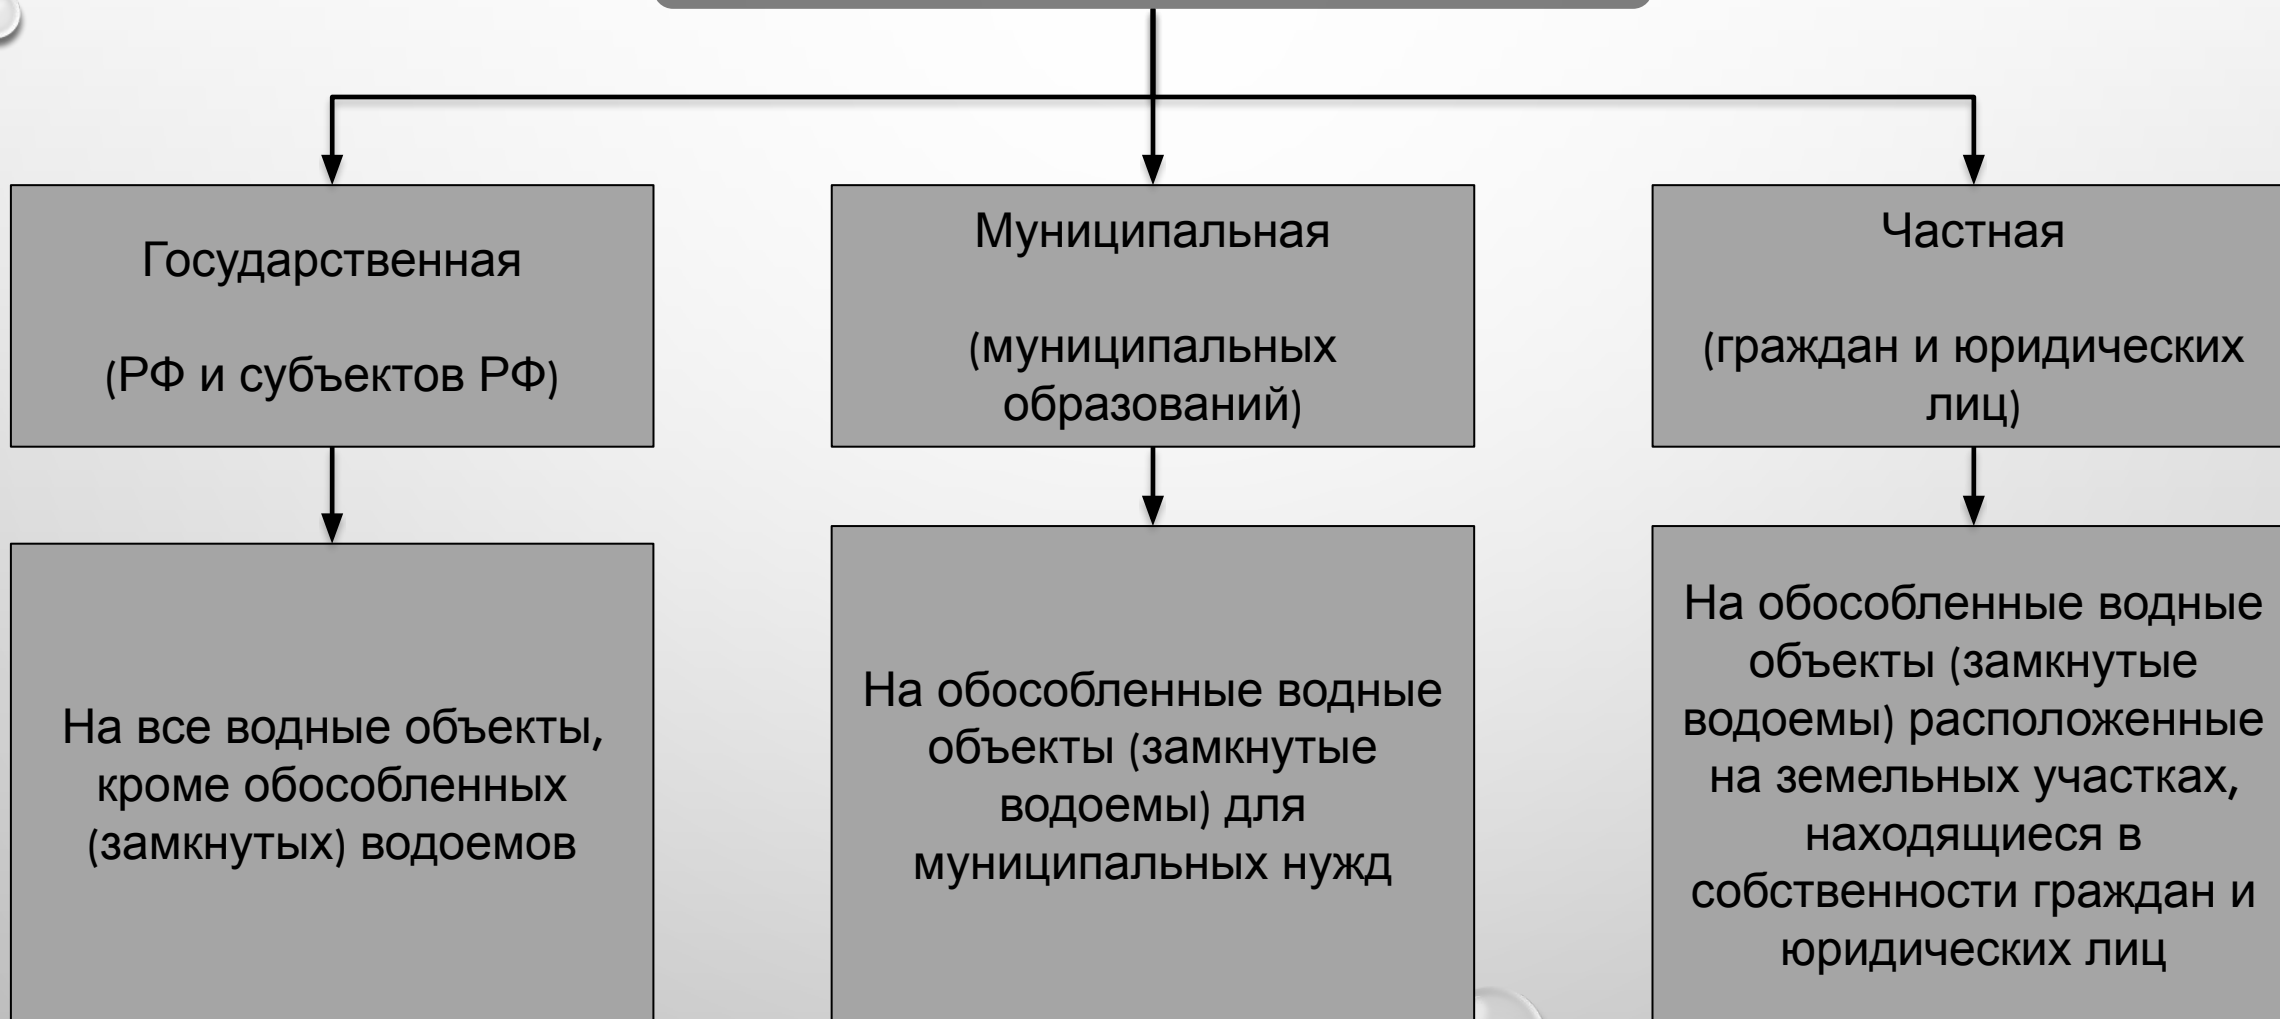 Государственная
(РФ и субъектов РФ)
Муниципальная
(муниципальных
образований)
Частная
(граждан и юридических
лиц)
На все водные объекты,
кроме обособленных
(замкнутых) водоемов
На обособленные водные
объекты (замкнутые
водоемы) для
муниципальных нужд
На обособленные водные
объекты (замкнутые
водоемы) расположенные
на земельных участках,
находящиеся в
собственности граждан и
юридических лиц